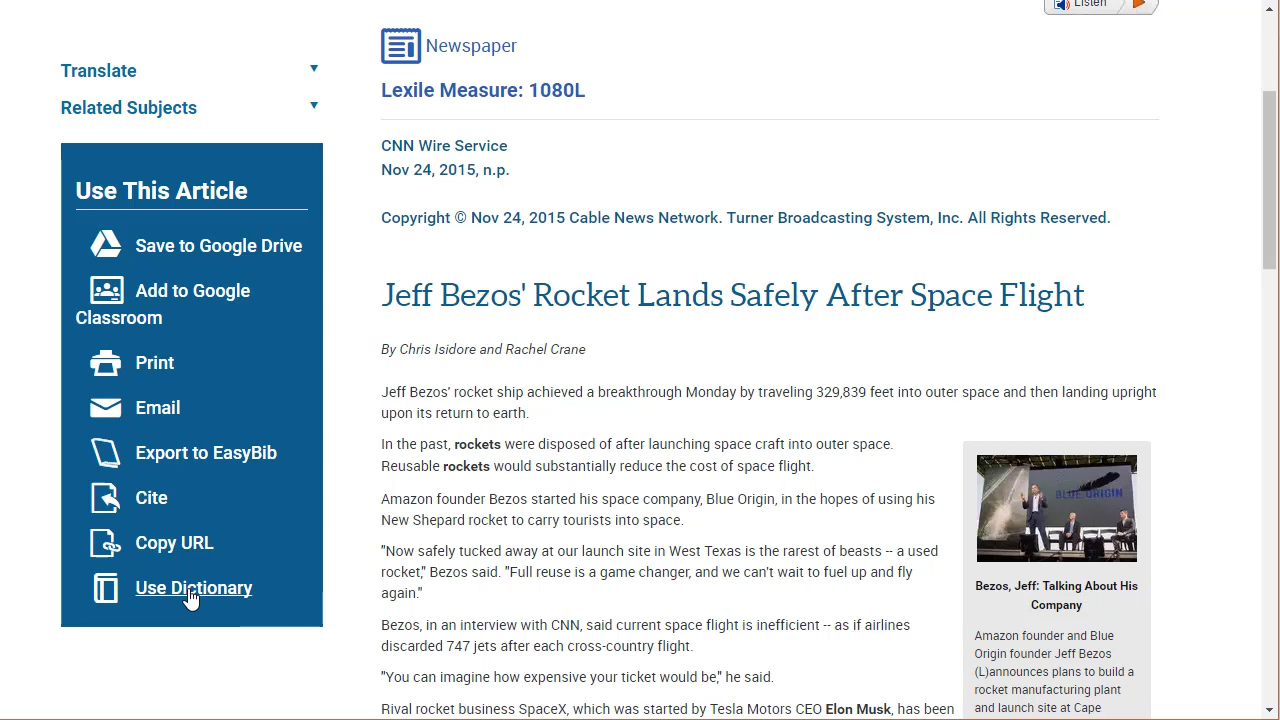 Listen
Translate
Related Subjects
Use This Article
Save to Google Drive
Add to Google
Classroom
Print
Email
Export to EasyBib
Cite
Copy URL
Use Dictionary
Newspaper
Lexile Measure: 1080L
CNN Wire Service
Nov 24, 2015, n.p.
Copyright © Nov 24, 2015 Cable News Network. Turner Broadcasting System, Inc. All Rights Reserved.
Jeff Bezos' Rocket Lands Safely After Space Flight
By Chris Isidore and Rachel Crane
Jeff Bezos' rocket ship achieved a breakthrough Monday by traveling 329,839 feet into outer space and then landing upright
upon its return to earth.
In the past, rockets were disposed of after launching space craft into outer space.
Reusable rockets would substantially reduce the cost of space flight.
Amazon founder Bezos started his space company, Blue Origin, in the hopes of using his
New Shepard rocket to carry tourists into space.
"Now safely tucked away at our launch site in West Texas is the rarest of beasts -- a used
rocket," Bezos said. "Full reuse is a game changer, and we can't wait to fuel up and fly
again."
Bezos, in an interview with CNN, said current space flight is inefficient -- as if airlines
discarded 747 jets after each cross-country flight.
"You can imagine how expensive your ticket would be," he said.
Rival rocket business SpaceX, which was started by Tesla Motors CEO Elon Musk, has been
BLUE ORIGIN
Bezos, Jeff: Talking About His
Company
Amazon founder and Blue
Origin founder Jeff Bezos
(L)announces plans to build a
rocket manufacturing plant
and launch site at Cape